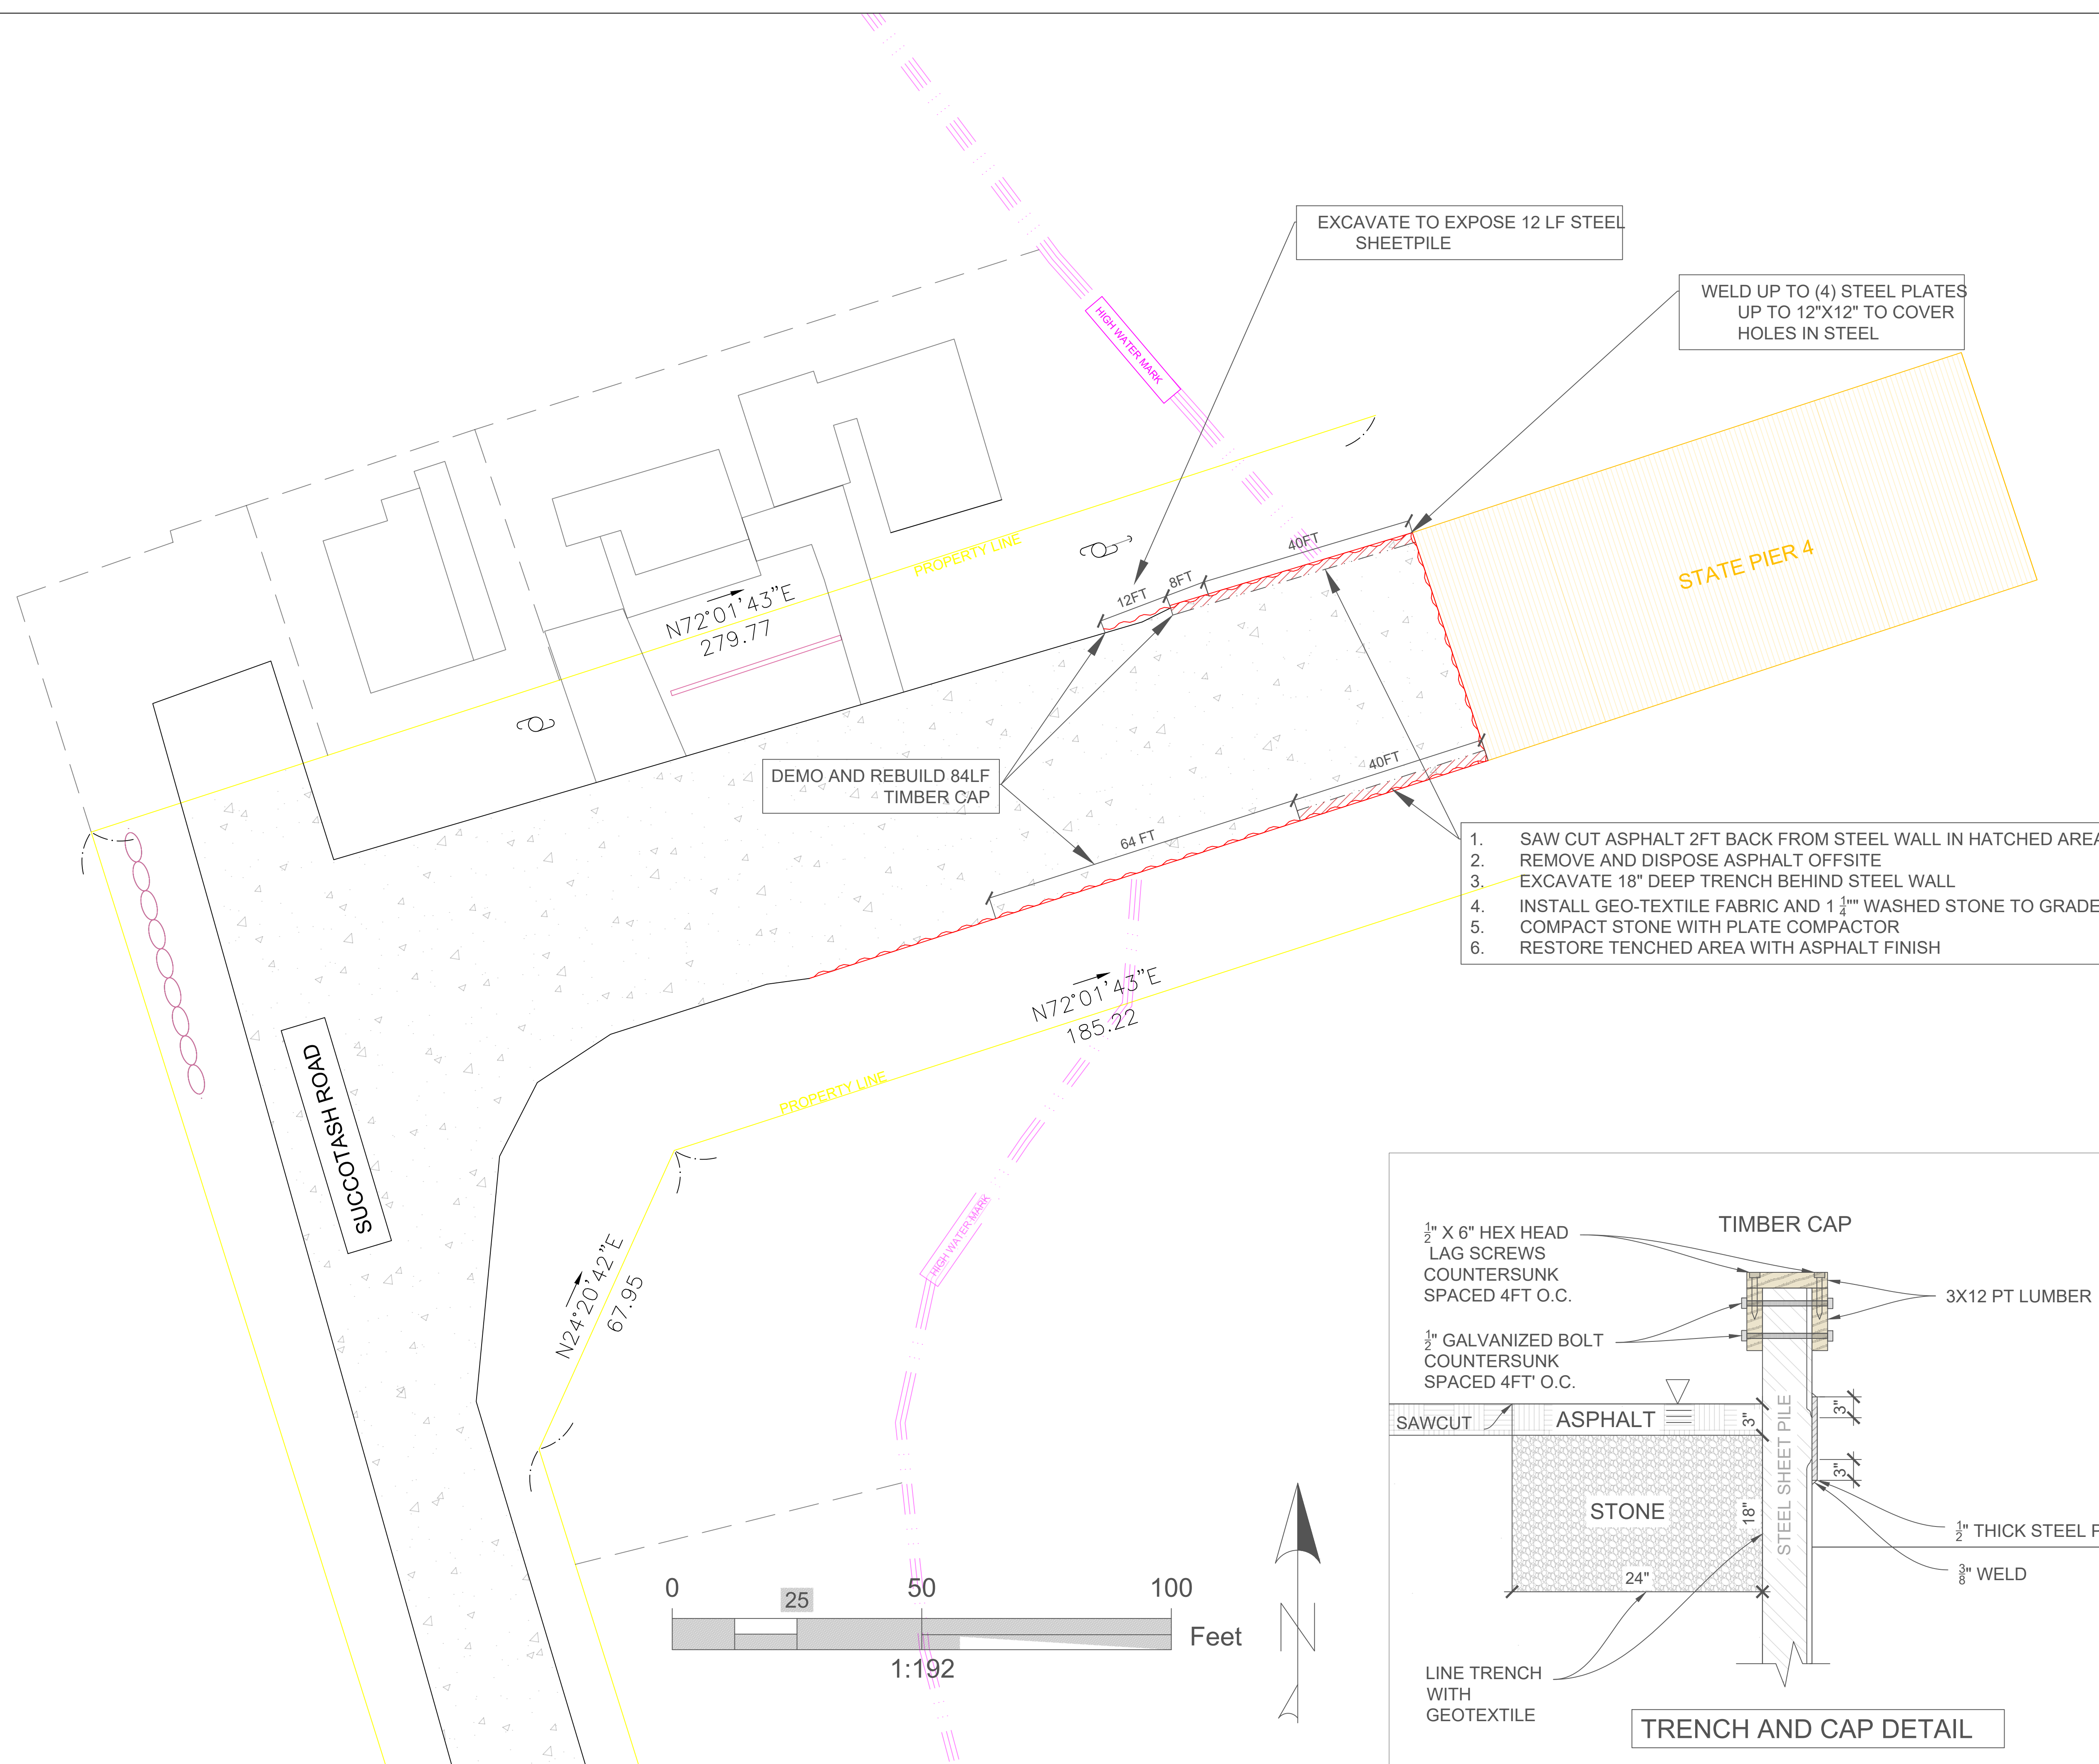 EXCAVATE TO EXPOSE 12 LF STEEL
SHEETPILE
WELD UP TO (4) STEEL PLATES
UP TO 12"X12" TO COVER
HOLES IN STEEL
HIGH WATER MARK
STATE PIER 4
PROPERTY LINE
N72°01'43”E
279.77
12FT
8FT
40FT
DEMO AND REBUILD 84LF
TIMBER CAP
64 FT
40FT
1. SAW CUT ASPHALT 2FT BACK FROM STEEL WALL IN HATCHED AREA
2. REMOVE AND DISPOSE ASPHALT OFFSITE
3. EXCAVATE 18" DEEP TRENCH BEHIND STEEL WALL
4. INSTALL GEO-TEXTILE FABRIC AND 1 1/4"" WASHED STONE TO GRADE
5. COMPACT STONE WITH PLATE COMPACTOR
6. RESTORE TENCHED AREA WITH ASPHALT FINISH
N72°01'43”E
185.22
PROPERTY LINE
SUCCOTASH ROAD
HIGH WATER MARK
N24°20'42”E
67.95
0
25
50
100
Feet
1:192
N
TIMBER CAP
1/2" X 6" HEX HEAD
LAG SCREWS
COUNTERSUNK
SPACED 4FT O.C.
3X12 PT LUMBER
1/2" GALVANIZED BOLT
COUNTERSUNK
SPACED 4FT' O.C.
SAWCUT
ASPHALT
3"
3"
3"
STEEL SHEET PILE
STONE
18"
24"
1/2" THICK STEEL
3/8" WELD
LINE TRENCH
WITH
GEOTEXTILE
TRENCH AND CAP DETAIL